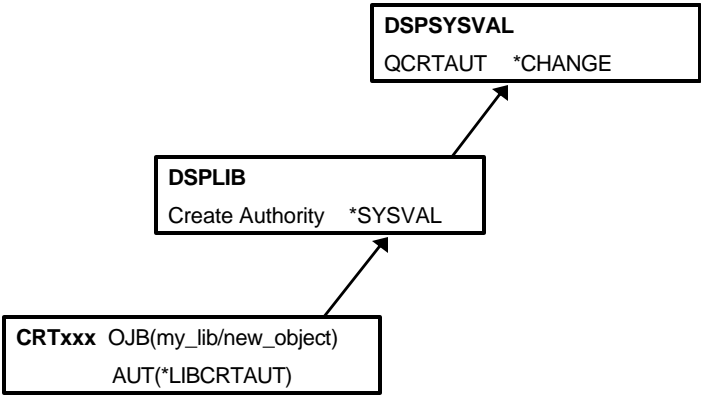 DSPSYSVAL
QCRTAUT *CHANGE
DSPLIB
Create Authority *SYSVAL
CRTxxx OJB(my_lib/new_object)
AUT(*LIBCRTAUT)